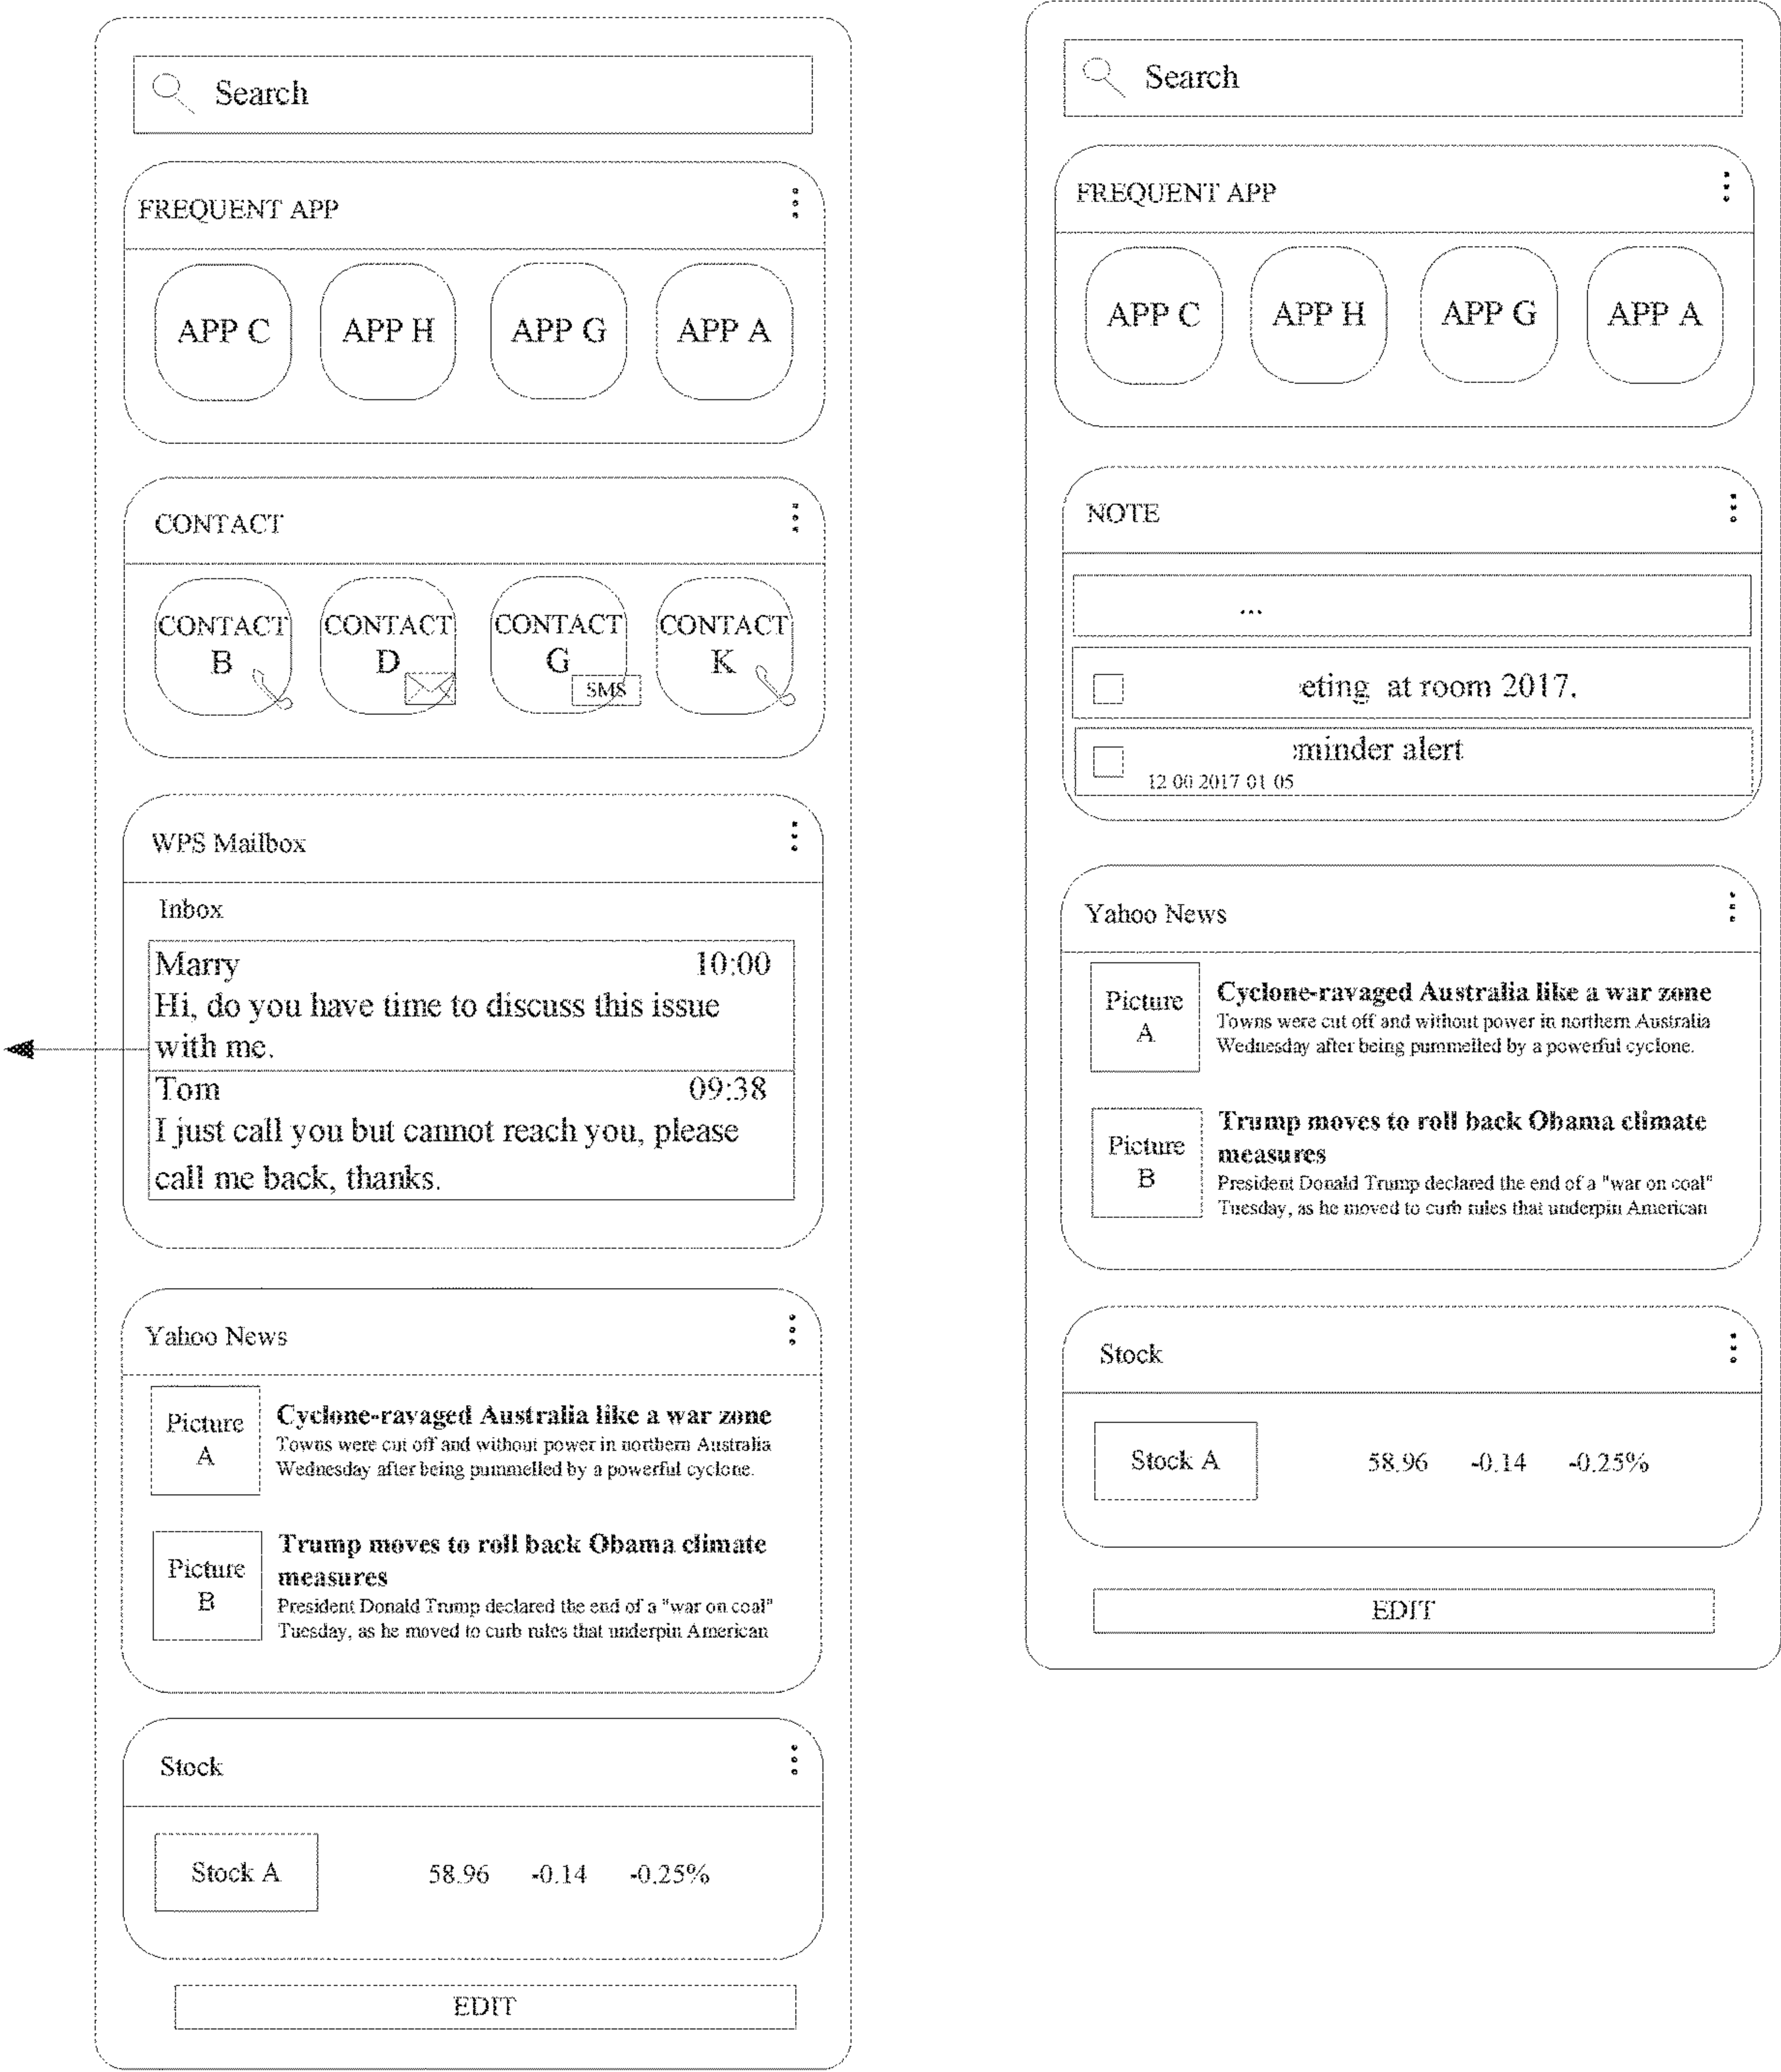 Search
FREQUENT APP
APP C APP H APP G APP A
CONTACT
CONTACT B CONTACT D CONTACT G CONTACT K
SMS
WPS Mailbox
Inbox
Marry 10:00
Hi, do you have time to discuss this issue
with me.
Tom 09:38
I just call you but cannot reach you, please
call me back, thanks.
Yahoo News
Picture A
Cyclone-ravaged Australia like a war zone
Towns were cut off and without power in northern Australia
Wednesday after being pummelled by a powerful cyclone.
Picture B
Trump moves to roll back Obama climate
measures
President Donald Trump declared the end of a "war on coal"
Tuesday, as he moved to curb rules that underpin American
Stock
Stock A 58.96 -0.14 -0.25%
EDIT
Search
FREQUENT APP
APP C APP H APP G APP A
NOTE
...
eting at room 2017.
minder alert
12 00 2017 01 05
Yahoo News
Picture A
Cyclone-ravaged Australia like a war zone
Towns were cut off and without power in northern Australia
Wednesday after being pummelled by a powerful cyclone.
Picture B
Trump moves to roll back Obama climate
measures
President Donald Trump declared the end of a "war on coal"
Tuesday, as he moved to curb rules that underpin American
Stock
Stock A 58.96 -0.14 -0.25%
EDIT